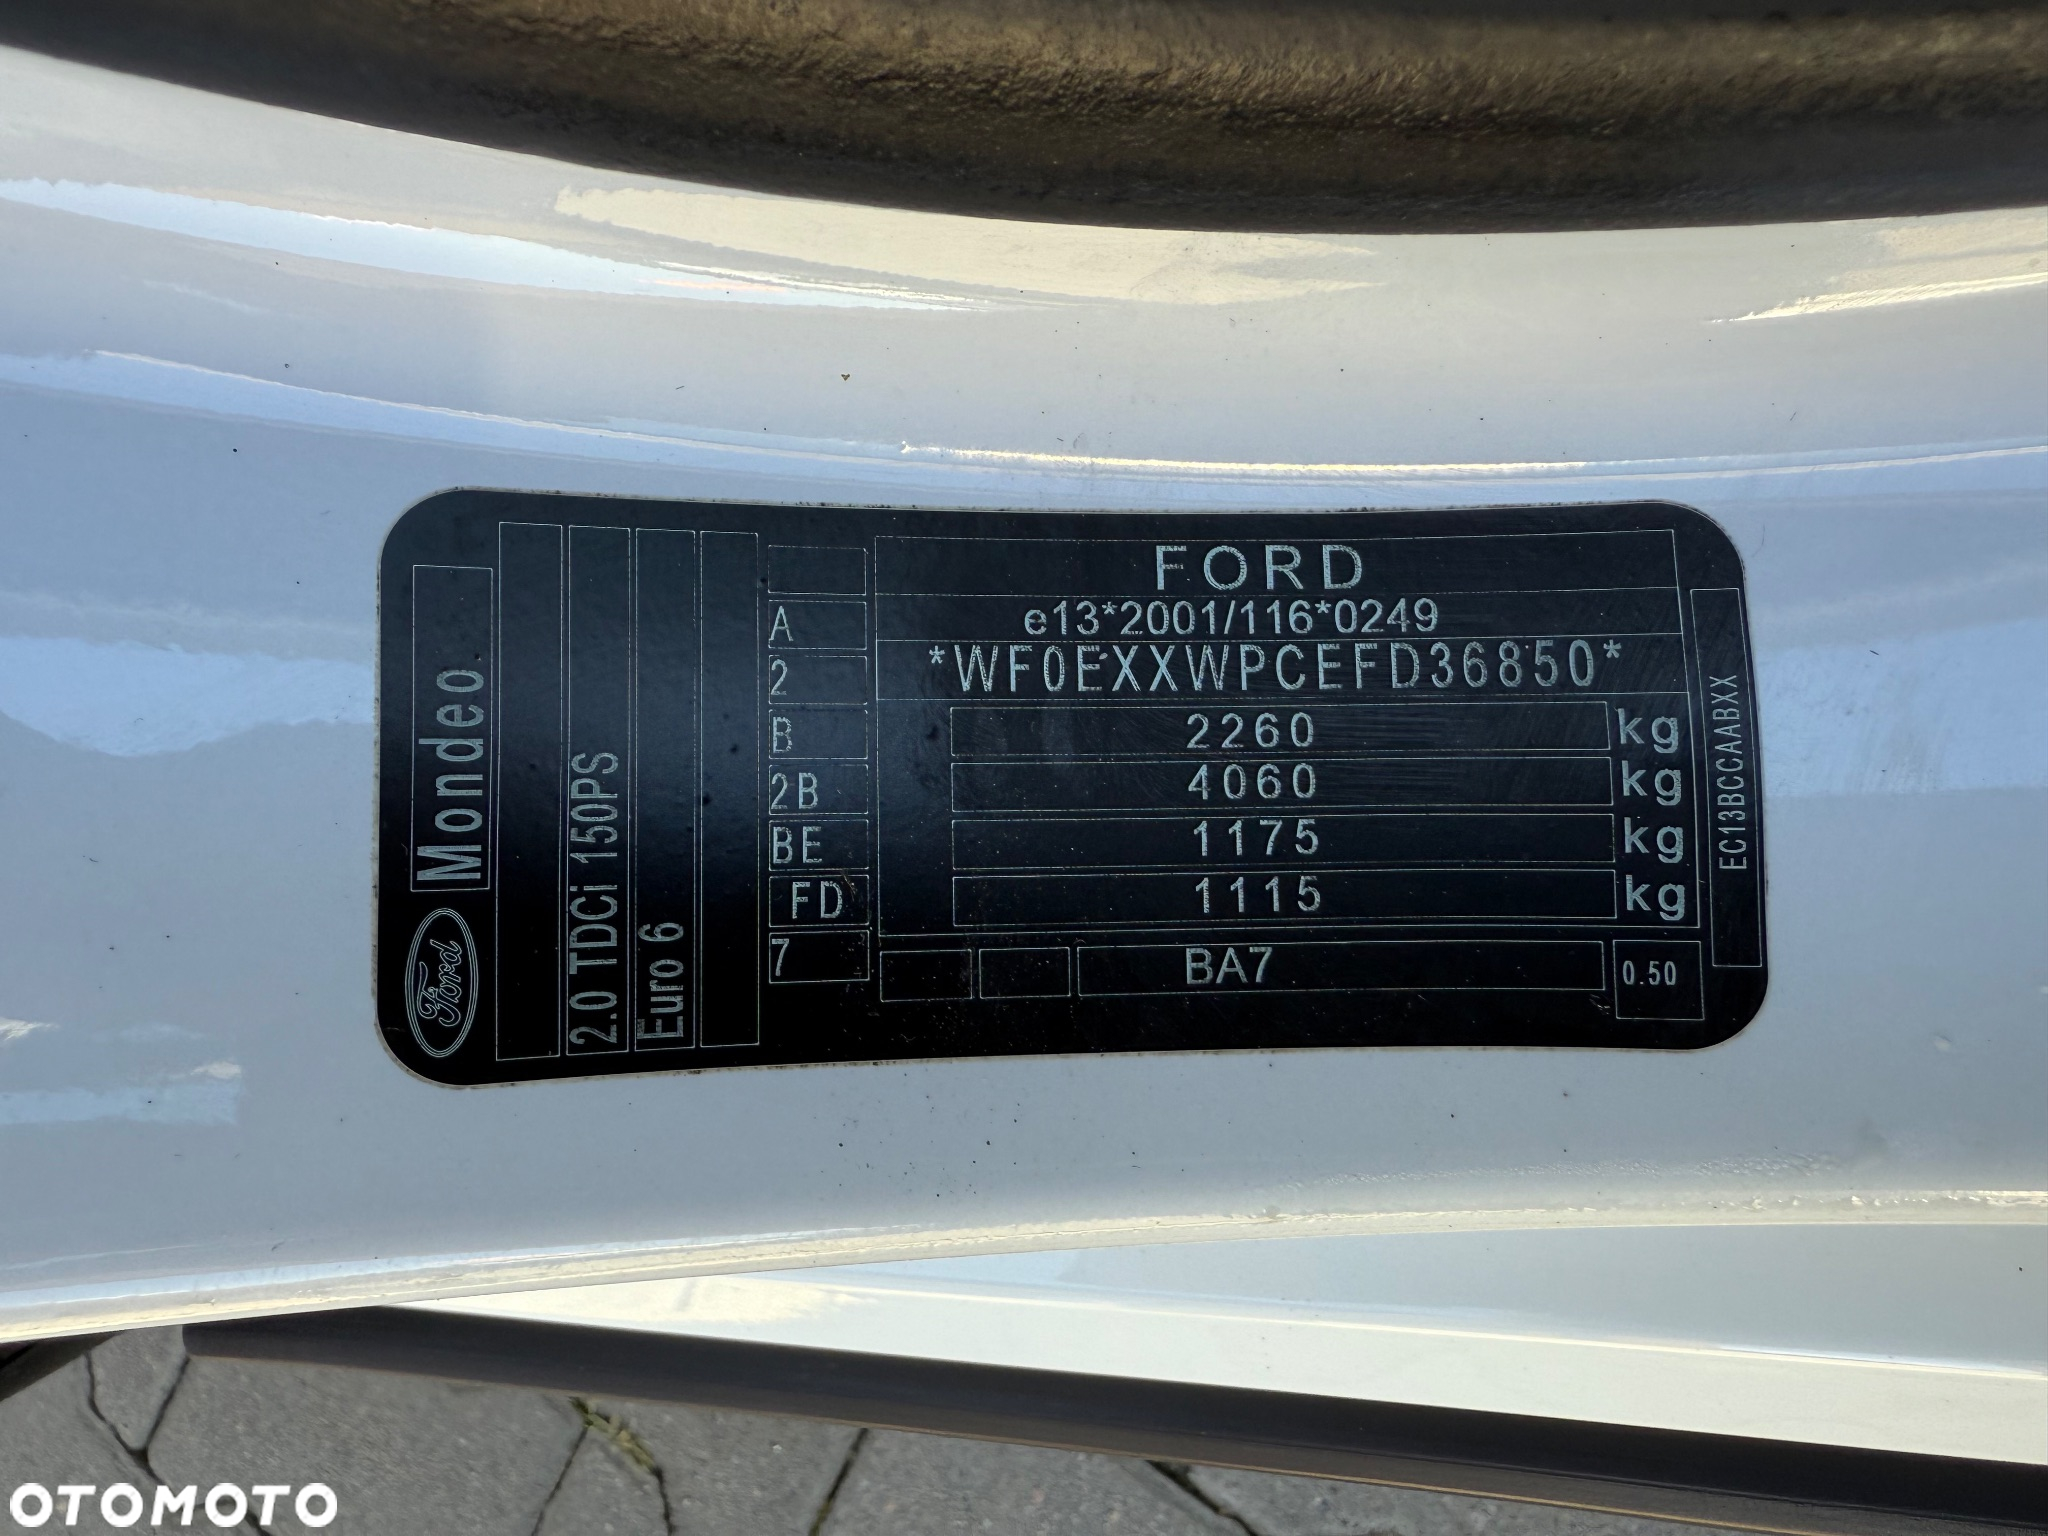 FORD
e13*2001/116*0249
*WF0EXXWPCEFD36850*
2260 kg
4060 kg
1175 kg
1115 kg
BA7
0.50
A
2
B
2B
BE
FD
7
Ford
Mondeo
2.0 TDCi 150PS
Euro 6
EC13BCCAABXX
OTOMOTO